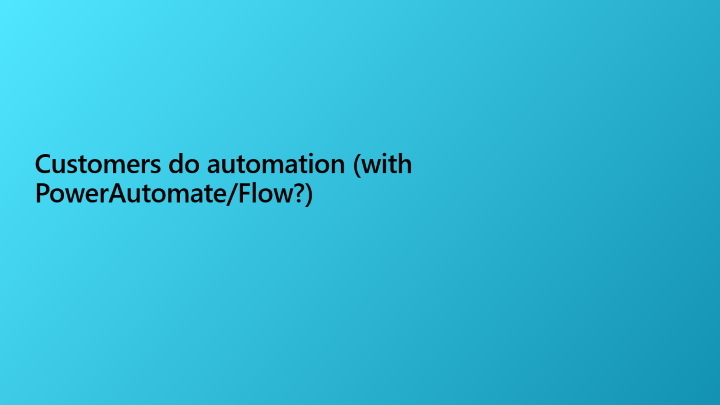 Customers do automation (with
PowerAutomate/Flow?)